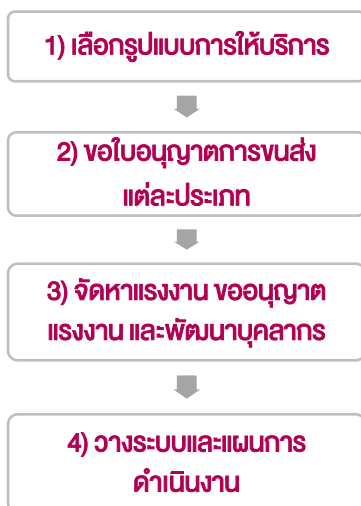 1) เลือกรูปแบบการให้บริการ
2) ขอใบอนุญาตการขนส่ง
แต่ละประเภท
3) จัดหาแรงงาน ขออนุญาต
แรงงาน และพัฒนาบุคลากร
4) วางระบบและแผนการ
ดำเนินงาน